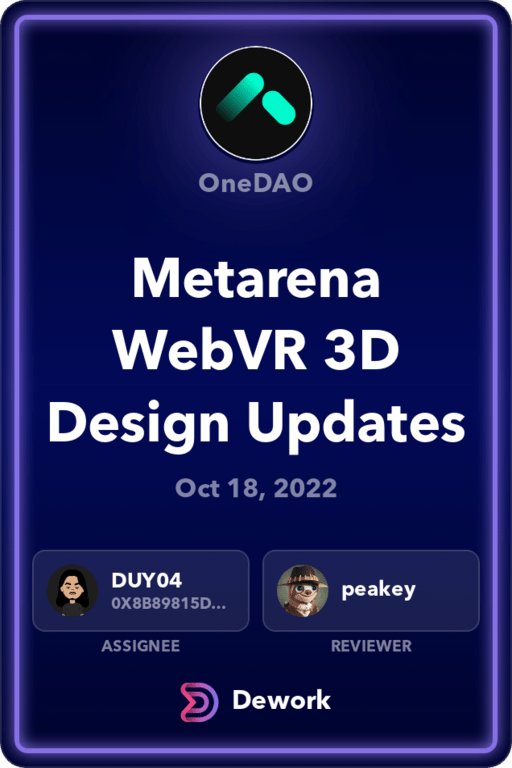 OneDAO
Metarena
WebVR 3D
Design Updates
Oct 18, 2022
DUY04
0X8B89815D...
peakey
ASSIGNEE
REVIEWER
Dework